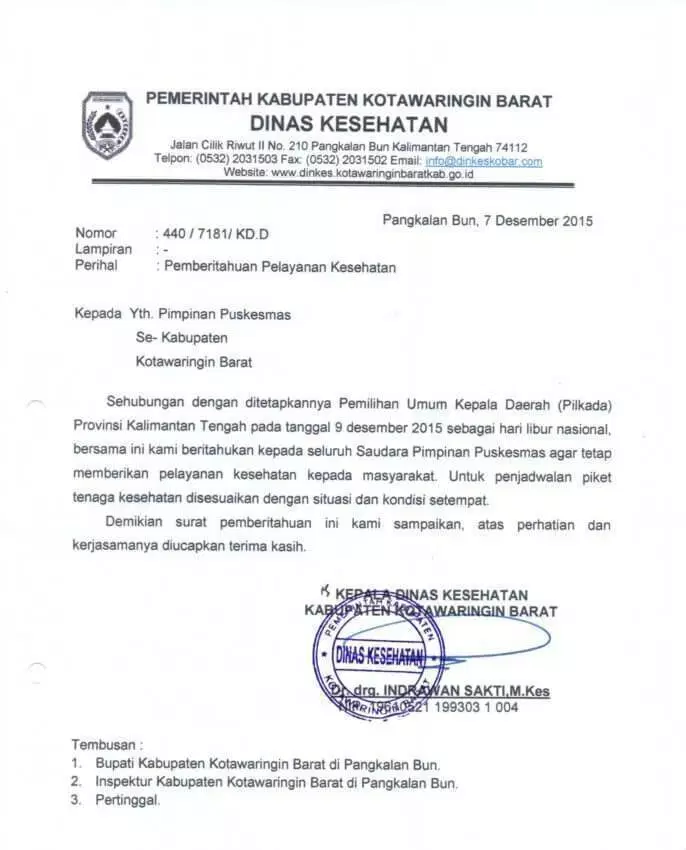 PEMERINTAH KABUPATEN KOTAWARINGIN BARAT
DINAS KESEHATAN
Jalan Cilik Riwut II No. 210 Pangkalan Bun Kalimantan Tengah 74112
Telpon: (0532) 2031503 Fax: (0532) 2031502 Email: info@dinkeskobar.com
Website: www.dinkes.kotawaringinbaratkab.go.id
Pangkalan Bun, 7 Desember 2015
Nomor : 440 / 7181/ KD.D
Lampiran : -
Perihal : Pemberitahuan Pelayanan Kesehatan
Kepada Yth. Pimpinan Puskesmas
Se- Kabupaten
Kotawaringin Barat
Sehubungan dengan ditetapkannya Pemilihan Umum Kepala Daerah (Pilkada)
Provinsi Kalimantan Tengah pada tanggal 9 desember 2015 sebagai hari libur nasional,
bersama ini kami beritahukan kepada seluruh Saudara Pimpinan Puskesmas agar tetap
memberikan pelayanan kesehatan kepada masyarakat. Untuk penjadwalan piket
tenaga kesehatan disesuaikan dengan situasi dan kondisi setempat.
Demikian surat pemberitahuan ini kami sampaikan, atas perhatian dan
kerjasamanya diucapkan terima kasih.
KEPALA DINAS KESEHATAN
KABUPATEN KOTAWARINGIN BARAT
PEMERINTAH KABUPATEN
DINAS KESEHATAN
KOTAWARINGIN BARAT
Dr. drg. INDRAWAN SAKTI,M.Kes
NIP. 19640521 199303 1 004
Tembusan :
1. Bupati Kabupaten Kotawaringin Barat di Pangkalan Bun.
2. Inspektur Kabupaten Kotawaringin Barat di Pangkalan Bun.
3. Pertinggal.